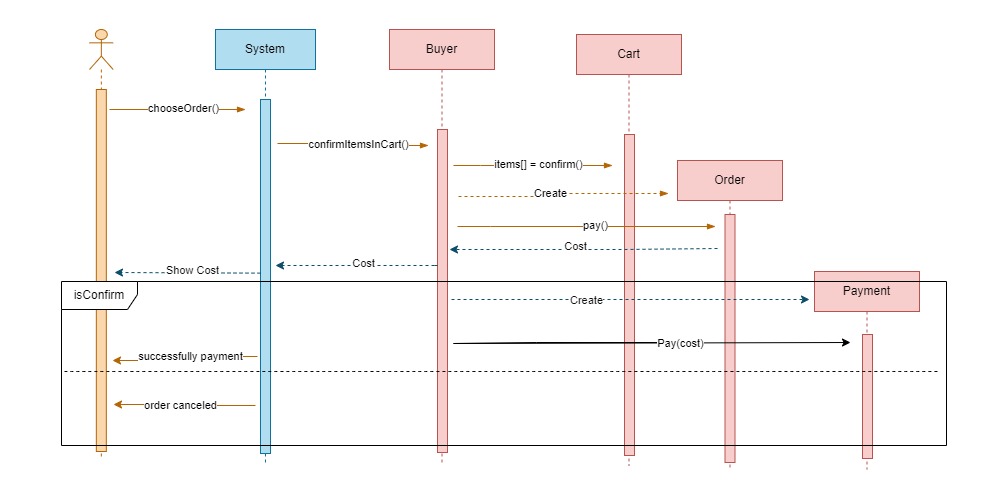 System
Buyer
Cart
chooseOrder()
confirmItemsInCart()
items[] = confirm()
Order
Create
pay()
Cost
Cost
Show Cost
isConfirm
Payment
Create
Pay(cost)
successfully payment
order canceled